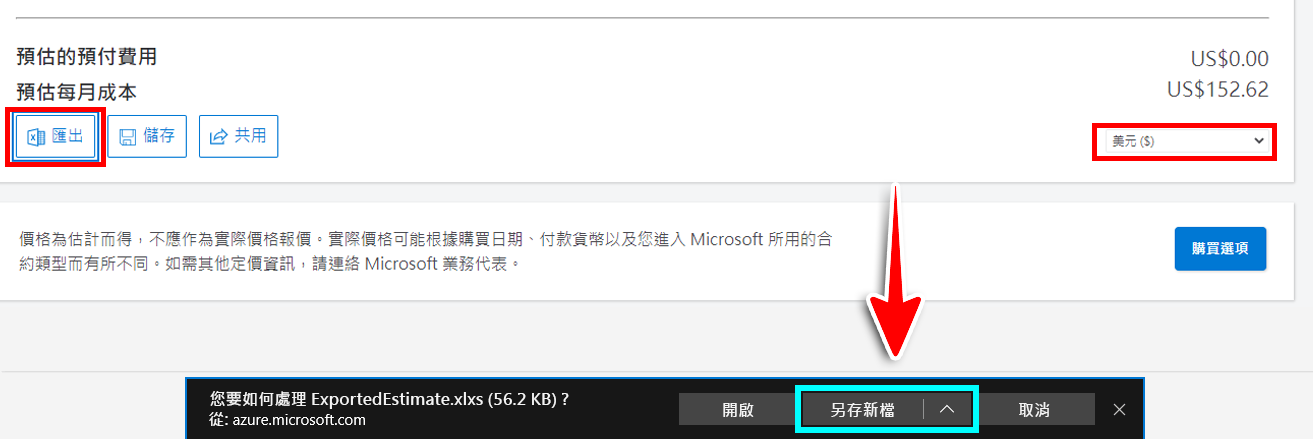 預估的預付費用
US$0.00
預估每月成本
US$152.62
匯出
儲存
共用
美元 ($)
價格為估計而得，不應作為實際價格報價。實際價格可能根據購買日期、付款貨幣以及您進入 Microsoft 所用的合
約類型而有所不同。如需其他定價資訊，請連絡 Microsoft 業務代表。
購買選項
您要如何處理 ExportedEstimate.xlxs (56.2 KB)？
從: azure.microsoft.com
開啟
另存新檔
取消